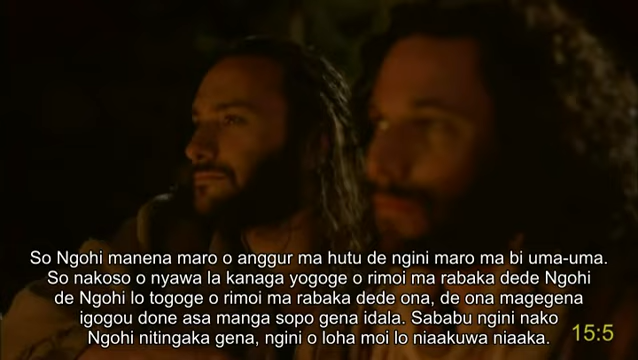 So Ngohi manena maro o anggur ma hutu de ngini maro ma bi uma-uma.
So nakoso o nyawa la kanaga yogoge o rimoi ma rabaka dede Ngohi
de Ngohi lo togoge o rimoi ma rabaka dede ona, de ona magegena
igogou done asa manga sopo gena idala. Sababu ngini nako
Ngohi nitingaka gena, ngini o loha moi lo niaakuwa niaaka.
15:5